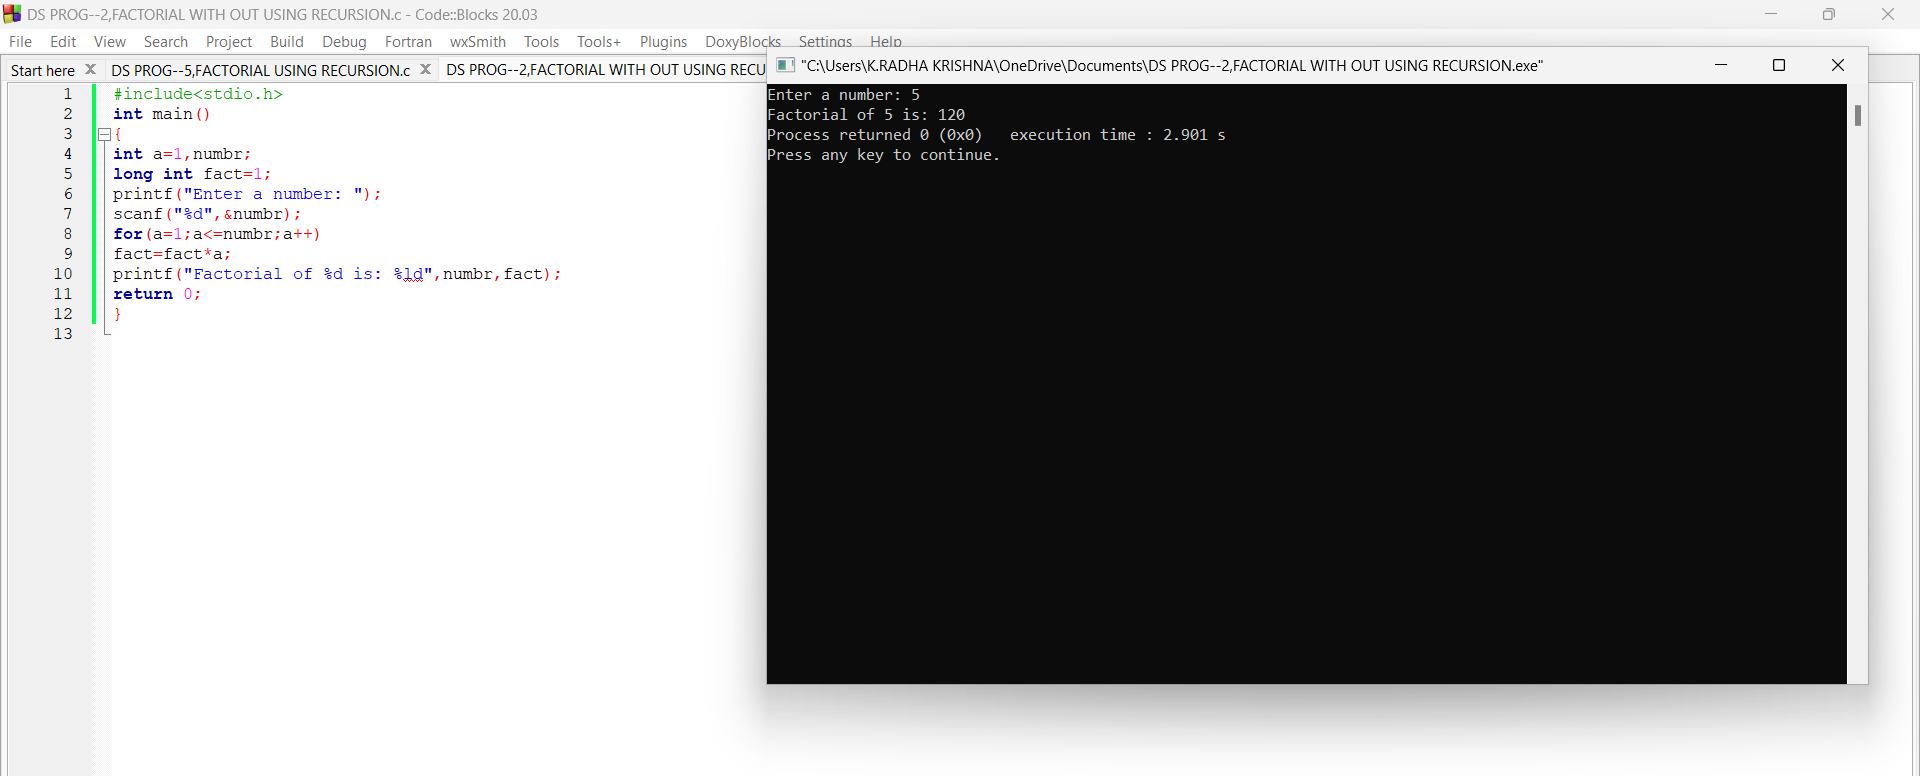 DS PROG--2,FACTORIAL WITH OUT USING RECURSION.c - Code::Blocks 20.03
File Edit View Search Project Build Debug Fortran wxSmith Tools Tools+ Plugins DoxyBlocks Settings Help
Start here DS PROG--5,FACTORIAL USING RECURSION.c DS PROG--2,FACTORIAL WITH OUT USING RECU
1 #include<stdio.h>
2 int main()
3 {
4 int a=1,numbr;
5 long int fact=1;
6 printf("Enter a number: ");
7 scanf("%d",&numbr);
8 for(a=1;a<=numbr;a++)
9 fact=fact*a;
10 printf("Factorial of %d is: %ld",numbr,fact);
11 return 0;
12 }
13
"C:\Users\K.RADHA KRISHNA\OneDrive\Documents\DS PROG--2,FACTORIAL WITH OUT USING RECURSION.exe"
Enter a number: 5
Factorial of 5 is: 120
Process returned 0 (0x0)   execution time : 2.901 s
Press any key to continue.